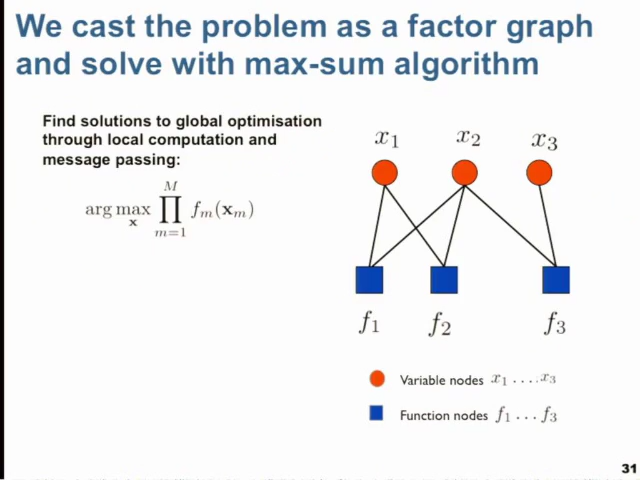 We cast the problem as a factor graph
and solve with max-sum algorithm
Find solutions to global optimisation
through local computation and
message passing:
arg max_x ∏_{m=1}^{M} f_m(x_m)
x₁ x₂ x₃
f₁ f₂ f₃
Variable nodes x₁ . . . . x₃
Function nodes f₁ . . . f₃
31